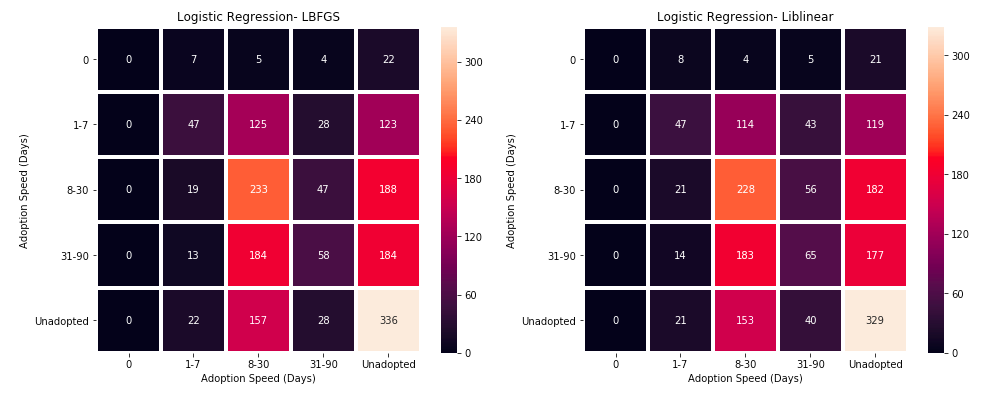 Logistic Regression- LBFGS
Adoption Speed (Days)
0 0 7 5 4 22
1-7 0 47 125 28 123
8-30 0 19 233 47 188
31-90 0 13 184 58 184
Unadopted 0 22 157 28 336
0 1-7 8-30 31-90 Unadopted
Adoption Speed (Days)
300
240
180
120
60
0
Logistic Regression- Liblinear
Adoption Speed (Days)
0 0 8 4 5 21
1-7 0 47 114 43 119
8-30 0 21 228 56 182
31-90 0 14 183 65 177
Unadopted 0 21 153 40 329
0 1-7 8-30 31-90 Unadopted
Adoption Speed (Days)
300
240
180
120
60
0